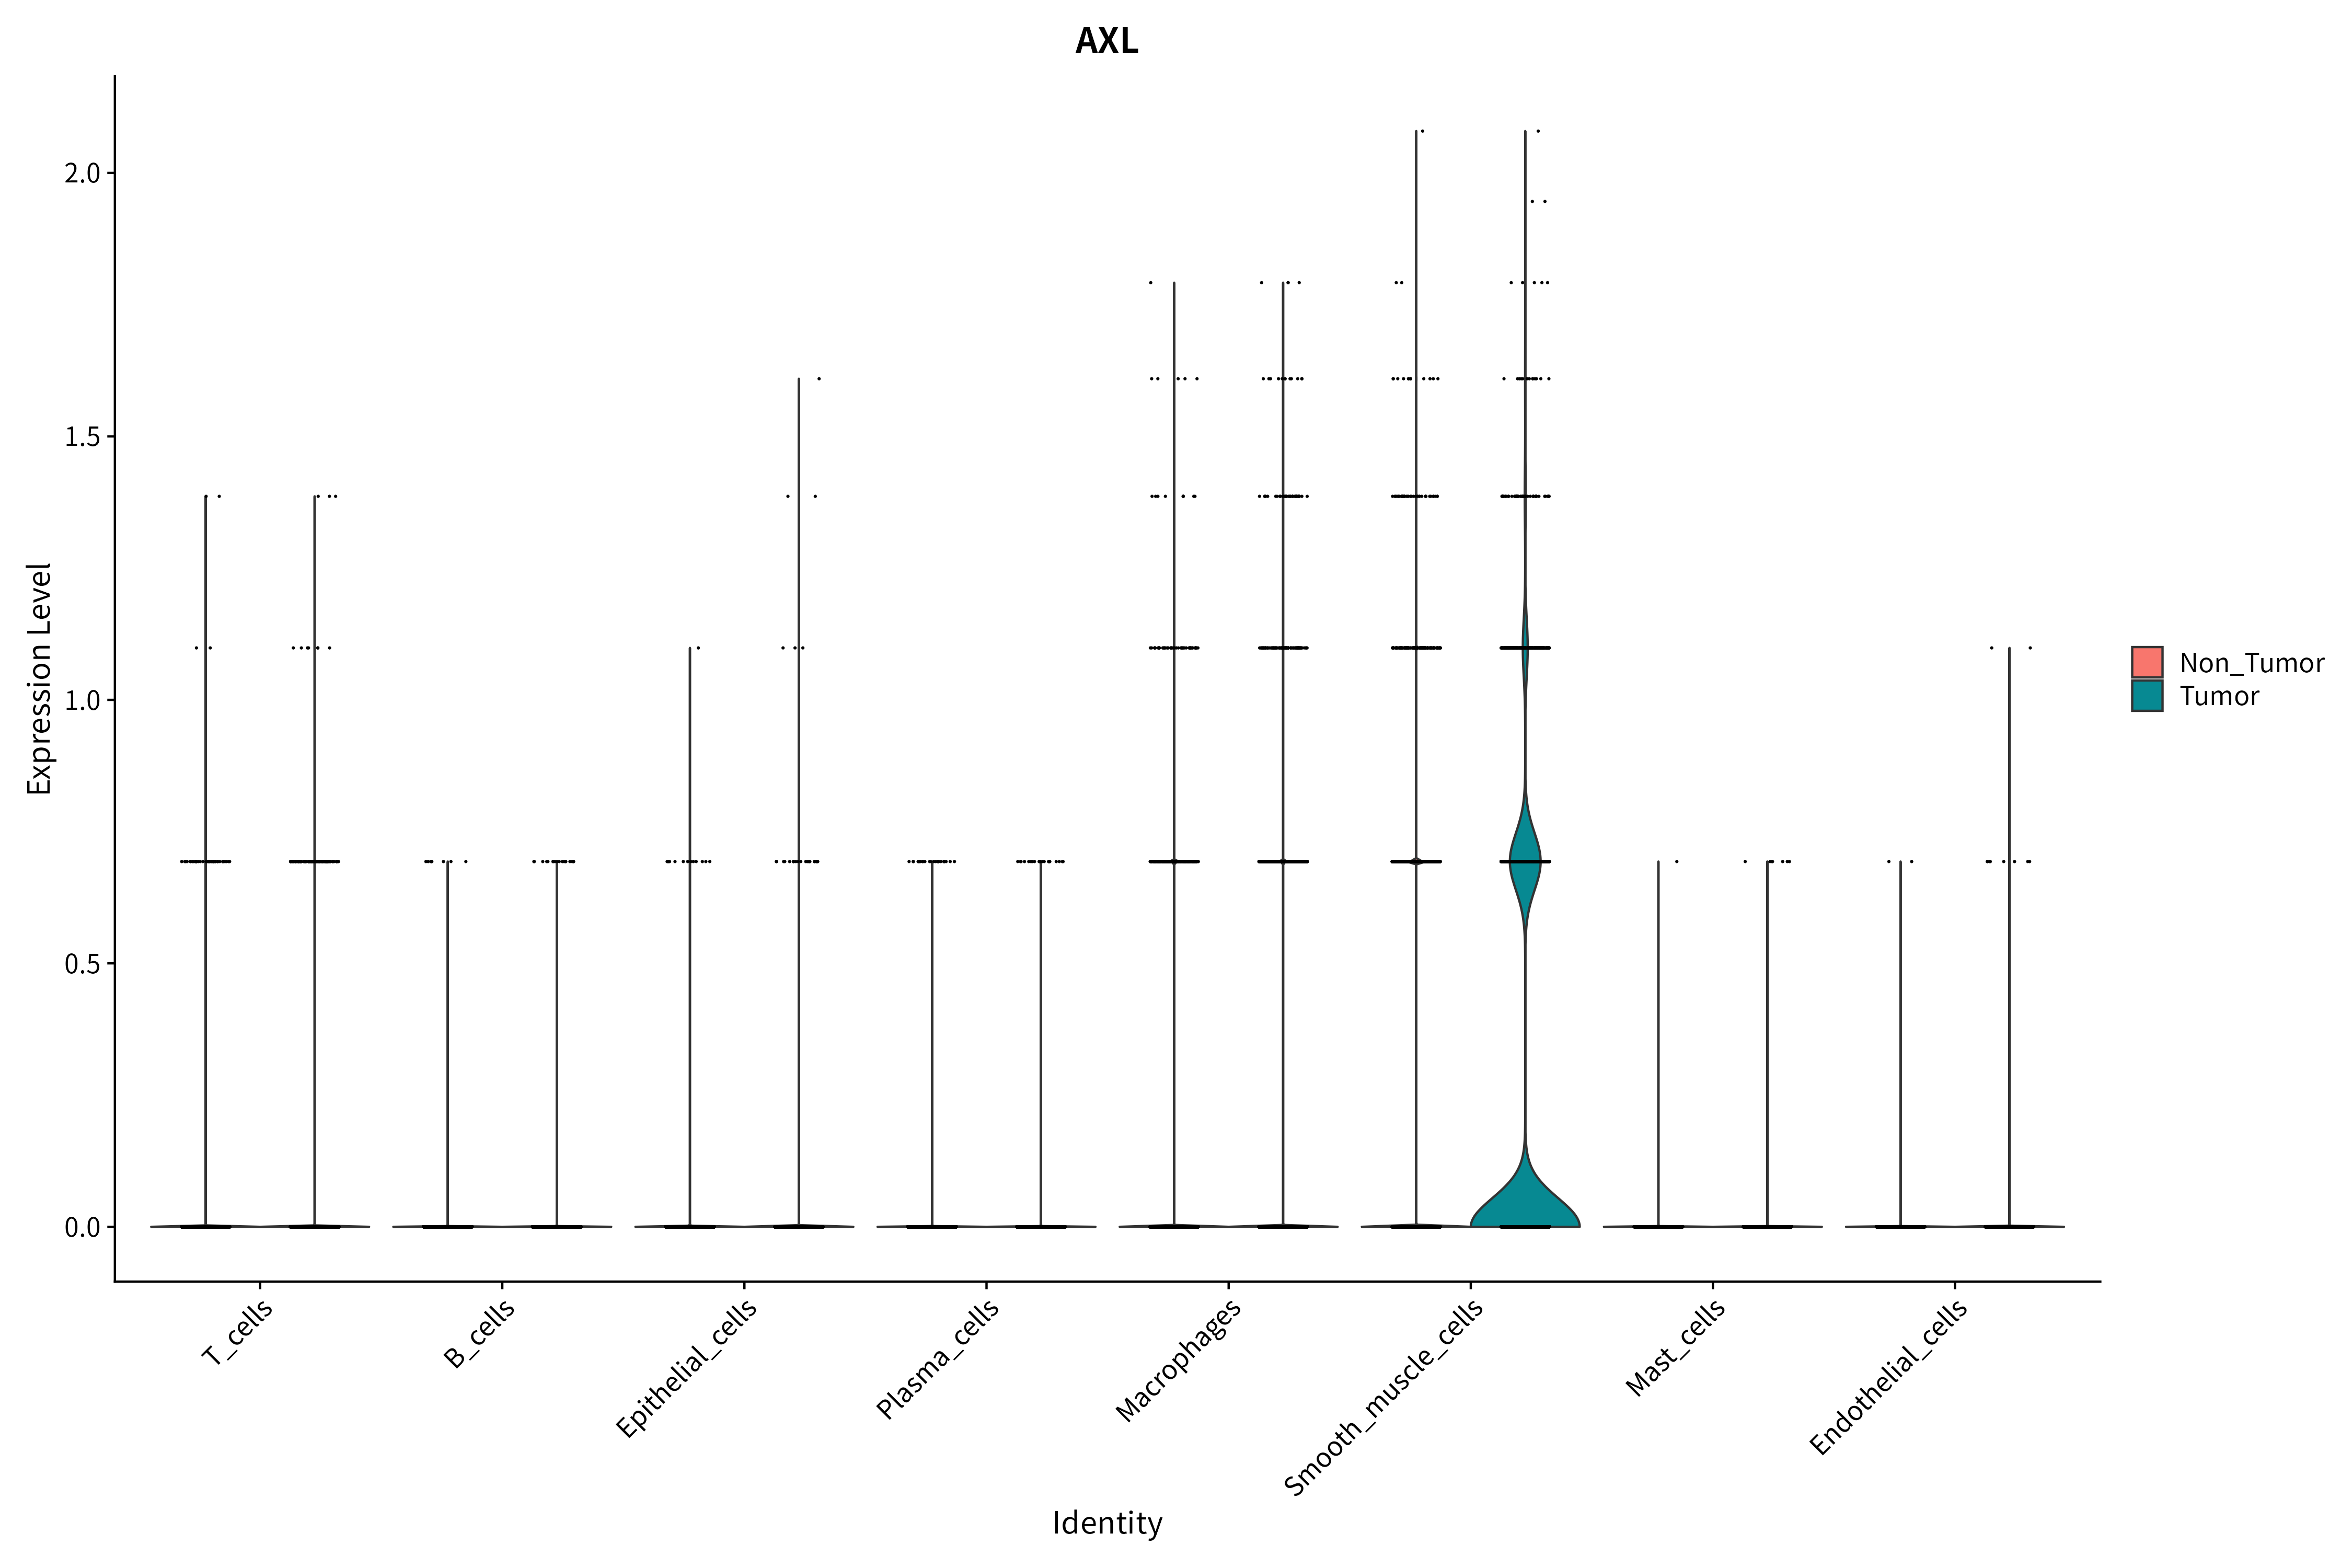 AXL
Expression Level
2.0
1.5
1.0
0.5
0.0
Non_Tumor
Tumor
T_cells
B_cells
Epithelial_cells
Plasma_cells
Macrophages
Smooth_muscle_cells
Mast_cells
Endothelial_cells
Identity